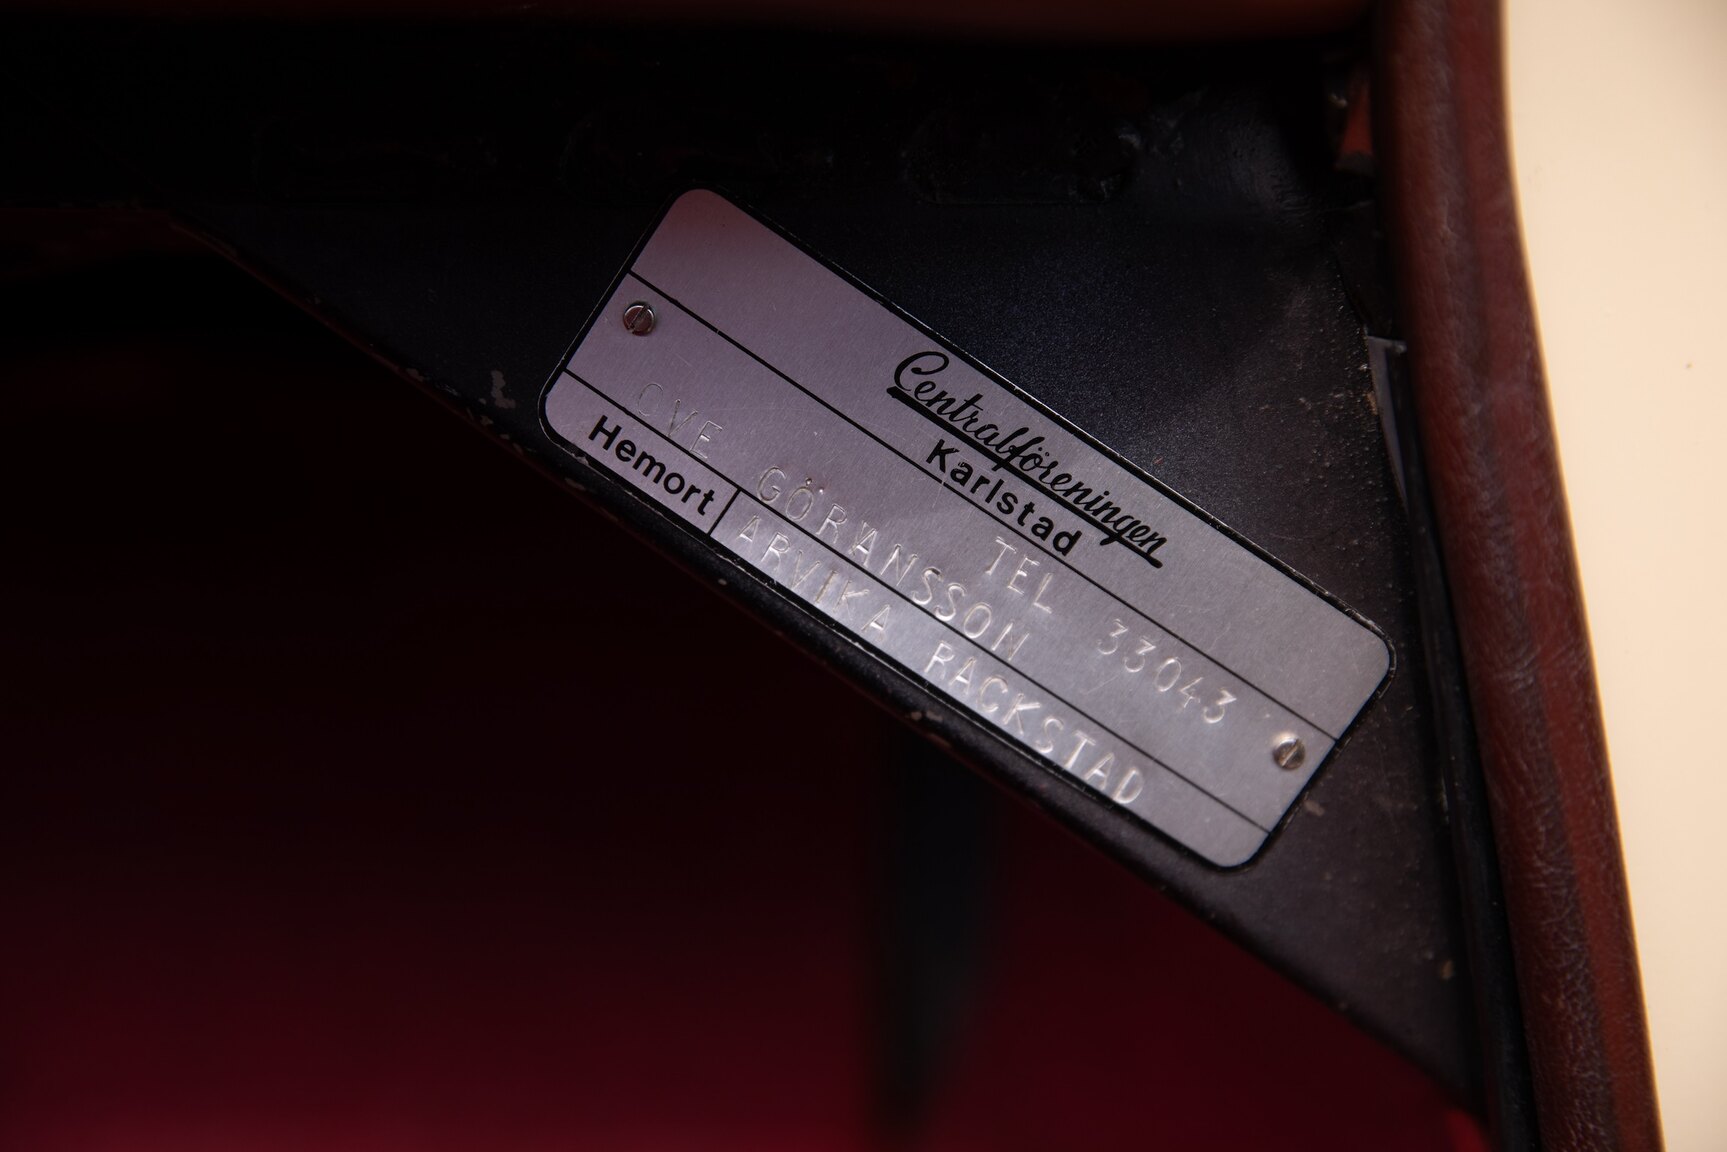 Centralföreningen
Karlstad
TEL 33043
OVE GÖRANSSON
Hemort ARVIKA RACKSTAD